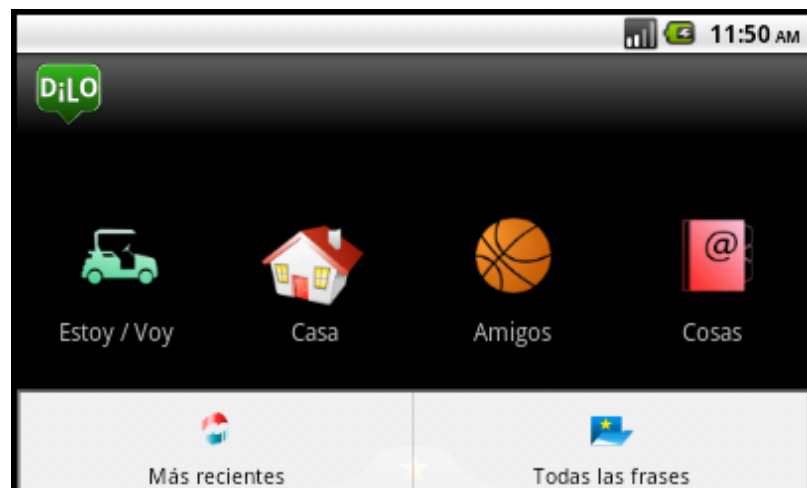 11:50 AM
DiLO
Estoy / Voy Casa Amigos Cosas
@
Más recientes Todas las frases